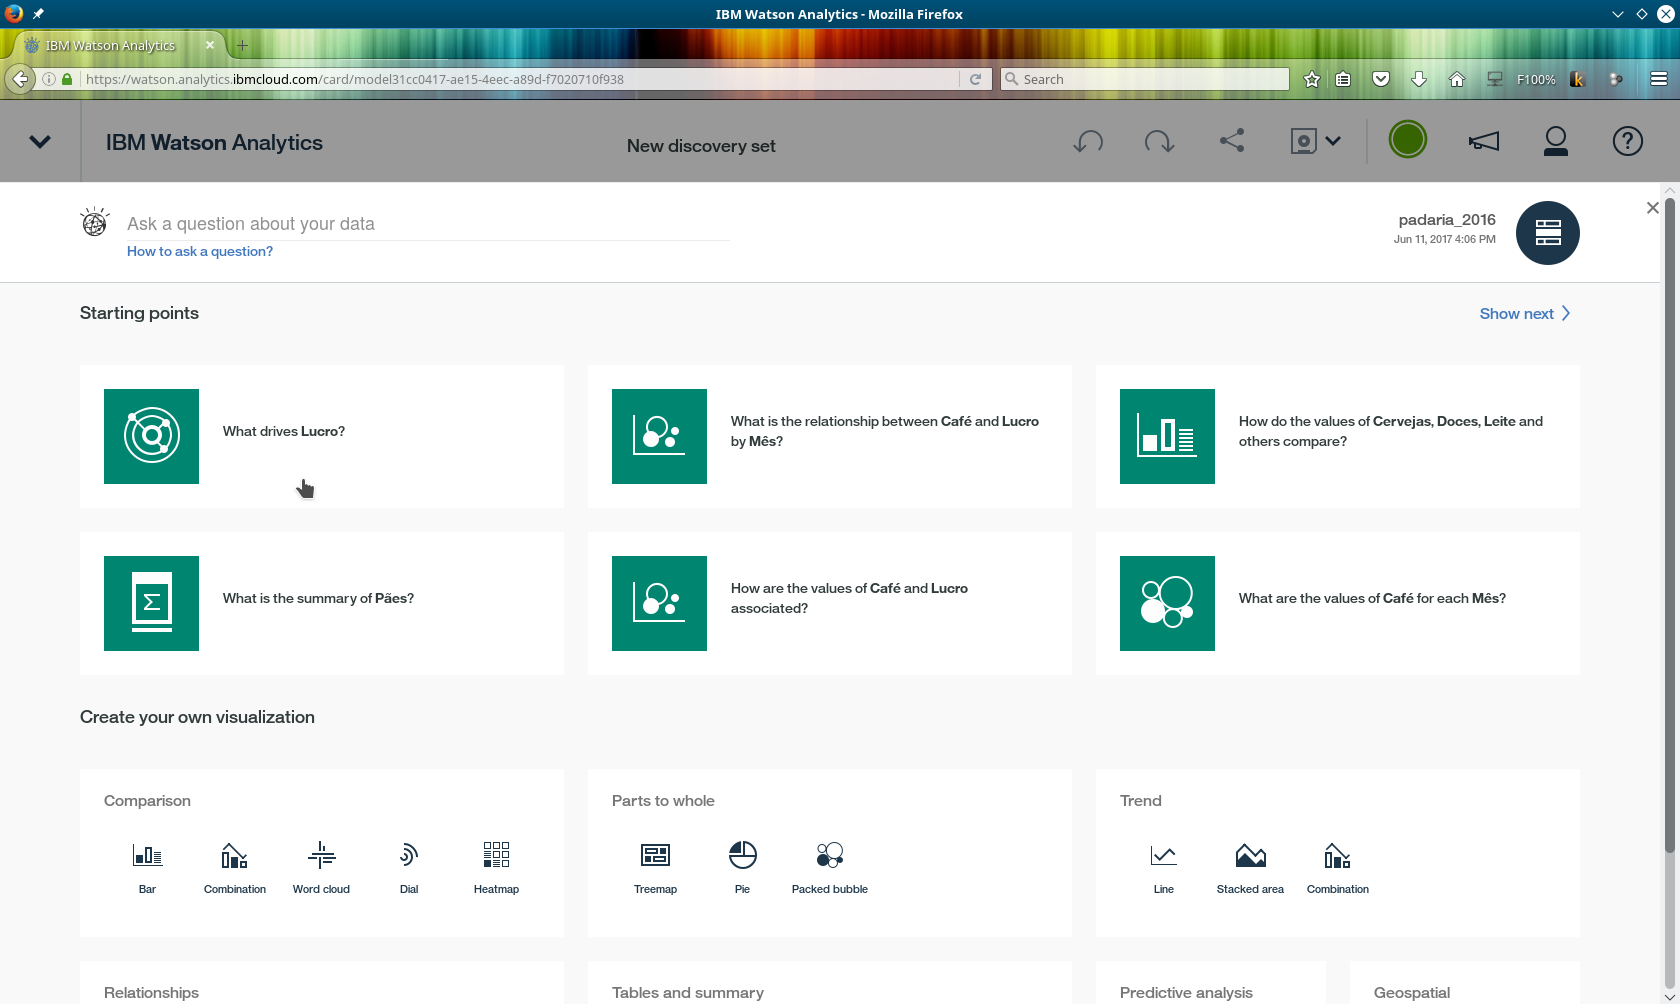 IBM Watson Analytics - Mozilla Firefox
IBM Watson Analytics
https://watson.analytics.ibmcloud.com/card/model31cc0417-ae15-4eec-a89d-f7020710f938
Search
F100%
IBM Watson Analytics
New discovery set
Ask a question about your data
How to ask a question?
padaria_2016
Jun 11, 2017 4:06 PM
Starting points
Show next
What drives Lucro?
What is the relationship between Café and Lucro
by Mês?
How do the values of Cervejas, Doces, Leite and
others compare?
What is the summary of Pães?
How are the values of Café and Lucro
associated?
What are the values of Café for each Mês?
Create your own visualization
Comparison
Bar
Combination
Word cloud
Dial
Heatmap
Parts to whole
Treemap
Pie
Packed bubble
Trend
Line
Stacked area
Combination
Relationships
Tables and summary
Predictive analysis
Geospatial